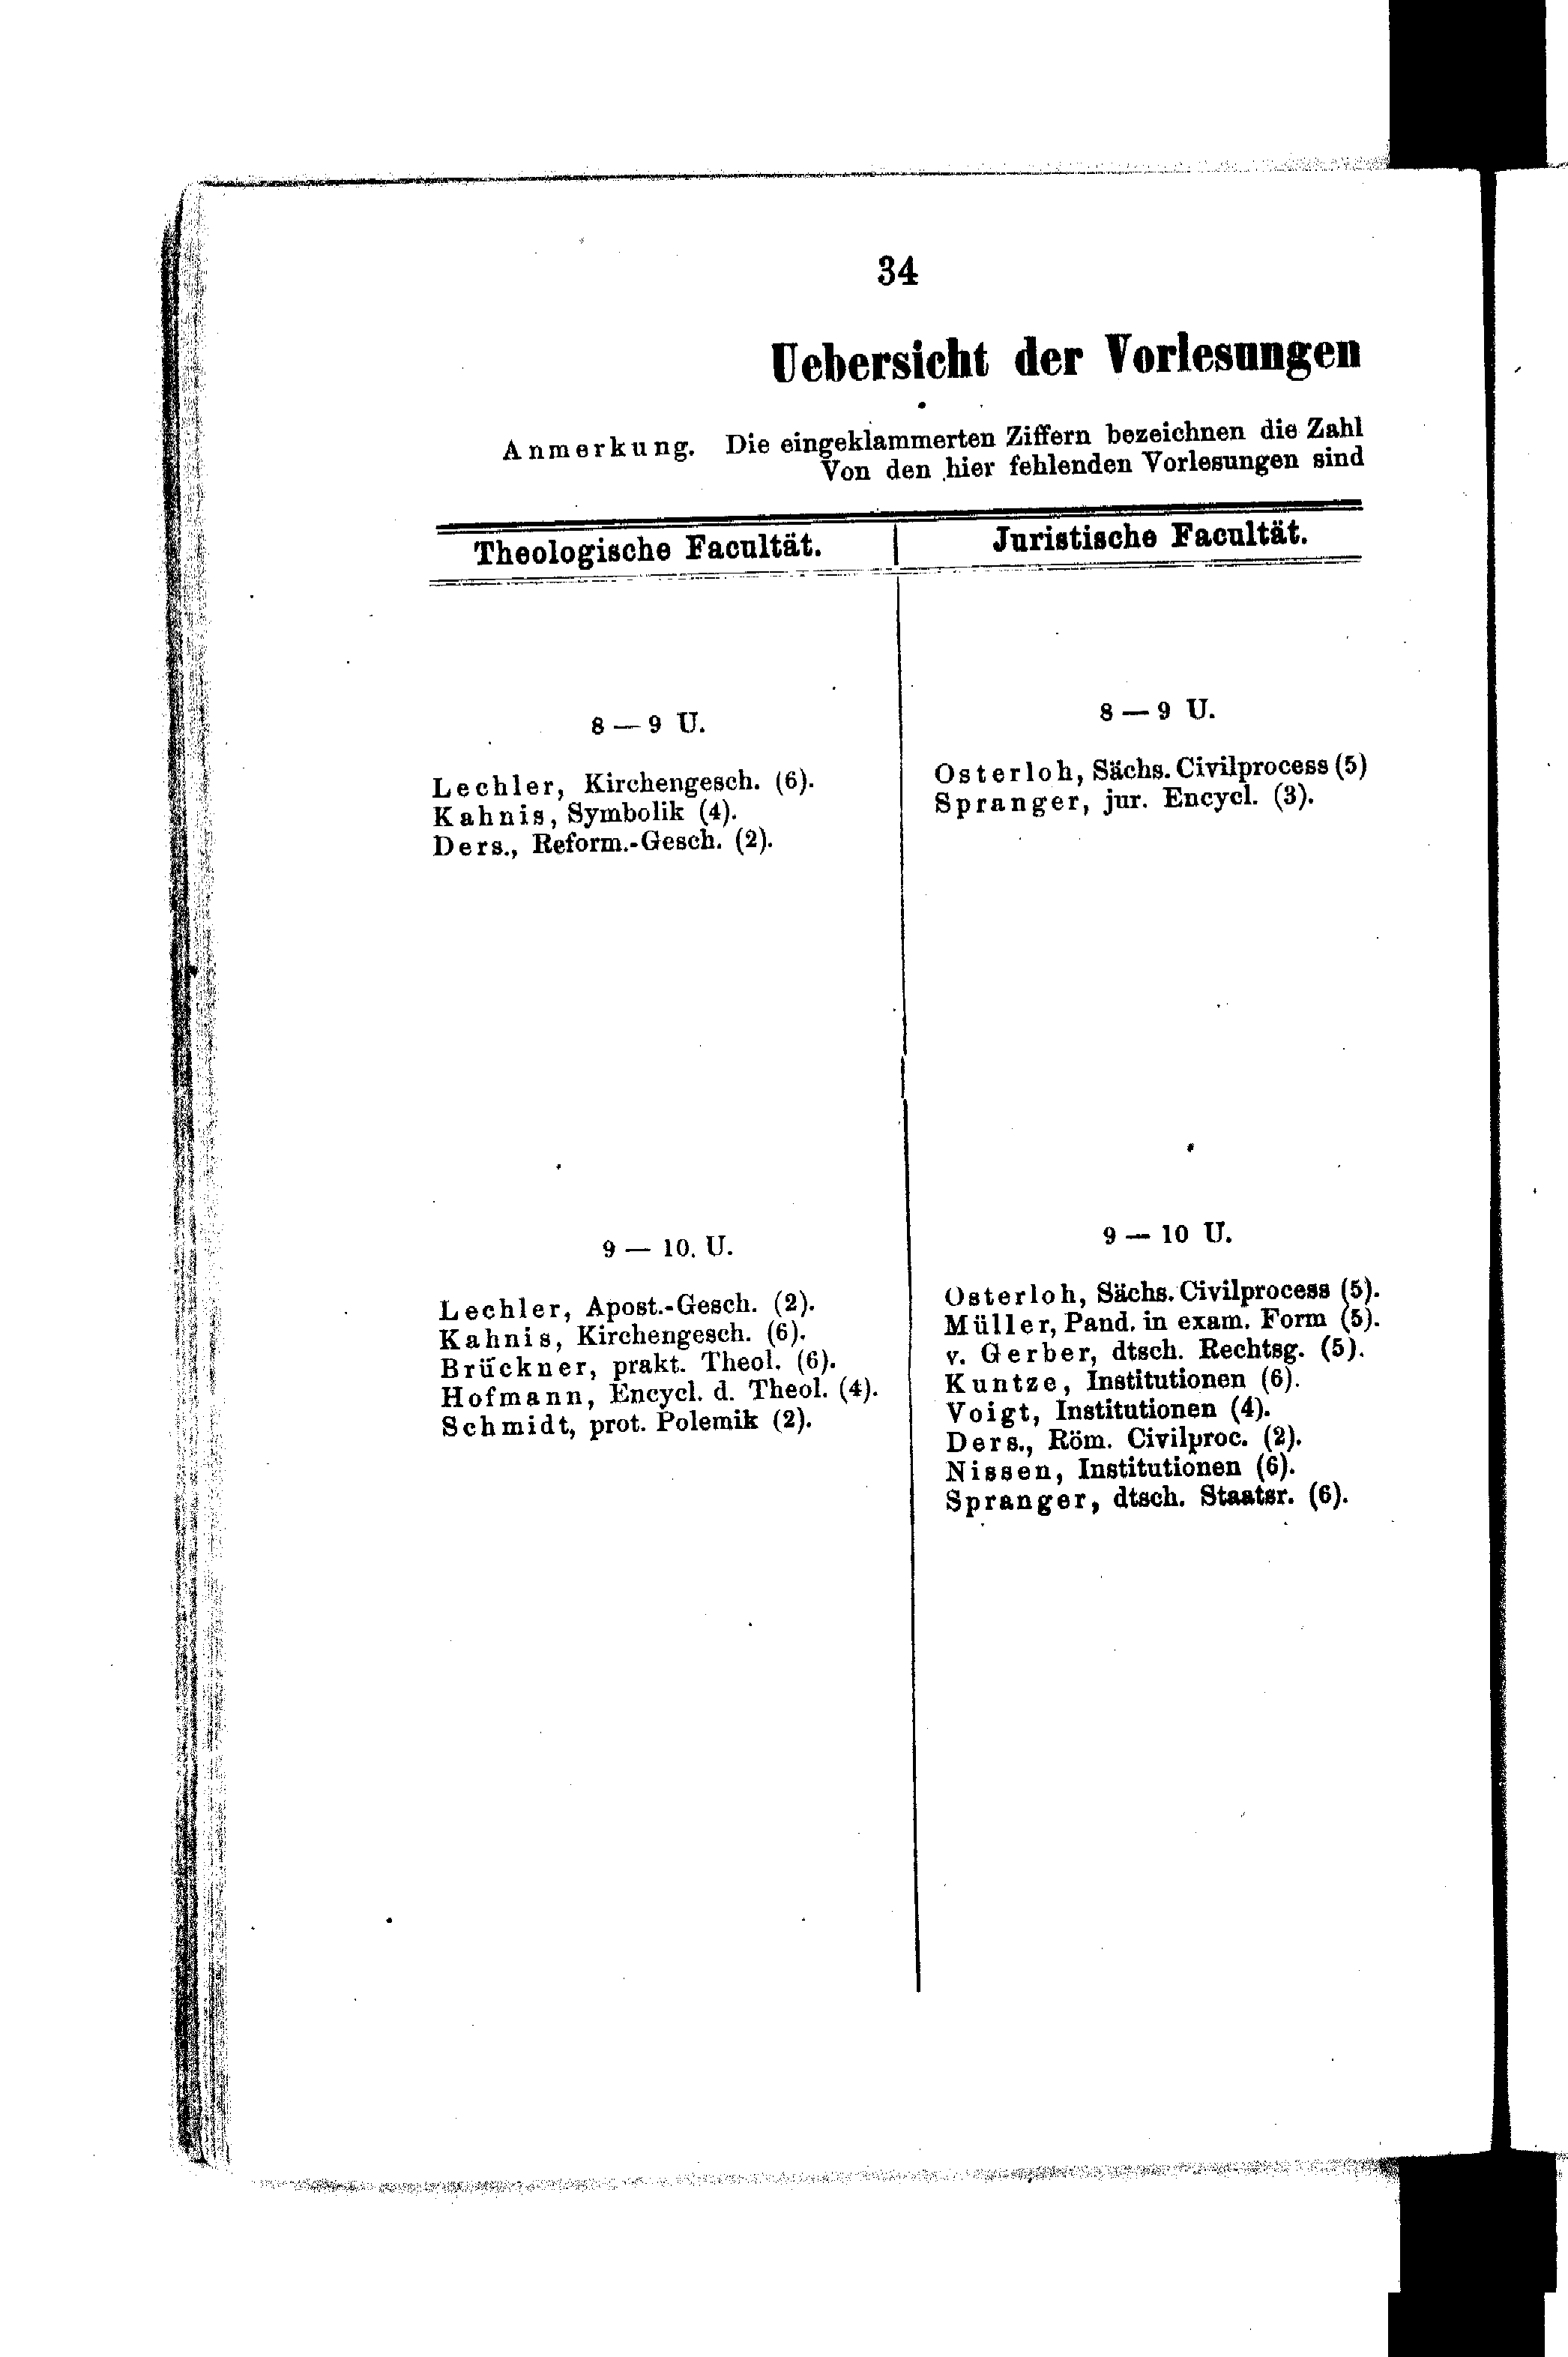 34
Uebersicht der Vorlesungen
Anmerkung. Die eingeklammerten Ziffern bezeichnen die Zahl
Von den hier fehlenden Vorlesungen sind
Theologische Facultät.
8 — 9 U.
Lechler, Kirchengesch. (6).
Kahnis, Symbolik (4).
Ders., Reform.-Gesch. (2).
9 — 10. U.
Lechler, Apost.-Gesch. (2).
Kahnis, Kirchengesch. (6).
Brückner, prakt. Theol. (6).
Hofmann, Encycl. d. Theol. (4).
Schmidt, prot. Polemik (2).
Juristische Facultät.
8 — 9 U.
Osterloh, Sächs. Civilprocess (5)
Spranger, jur. Encycl. (3).
9 — 10 U.
Osterloh, Sächs. Civilprocess (5).
Müller, Pand. in exam. Form (5).
v. Gerber, dtsch. Rechtsg. (5).
Kuntze, Institutionen (6).
Voigt, Institutionen (4).
Ders., Röm. Civilproc. (2).
Nissen, Institutionen (6).
Spranger, dtsch. Staatsr. (6).